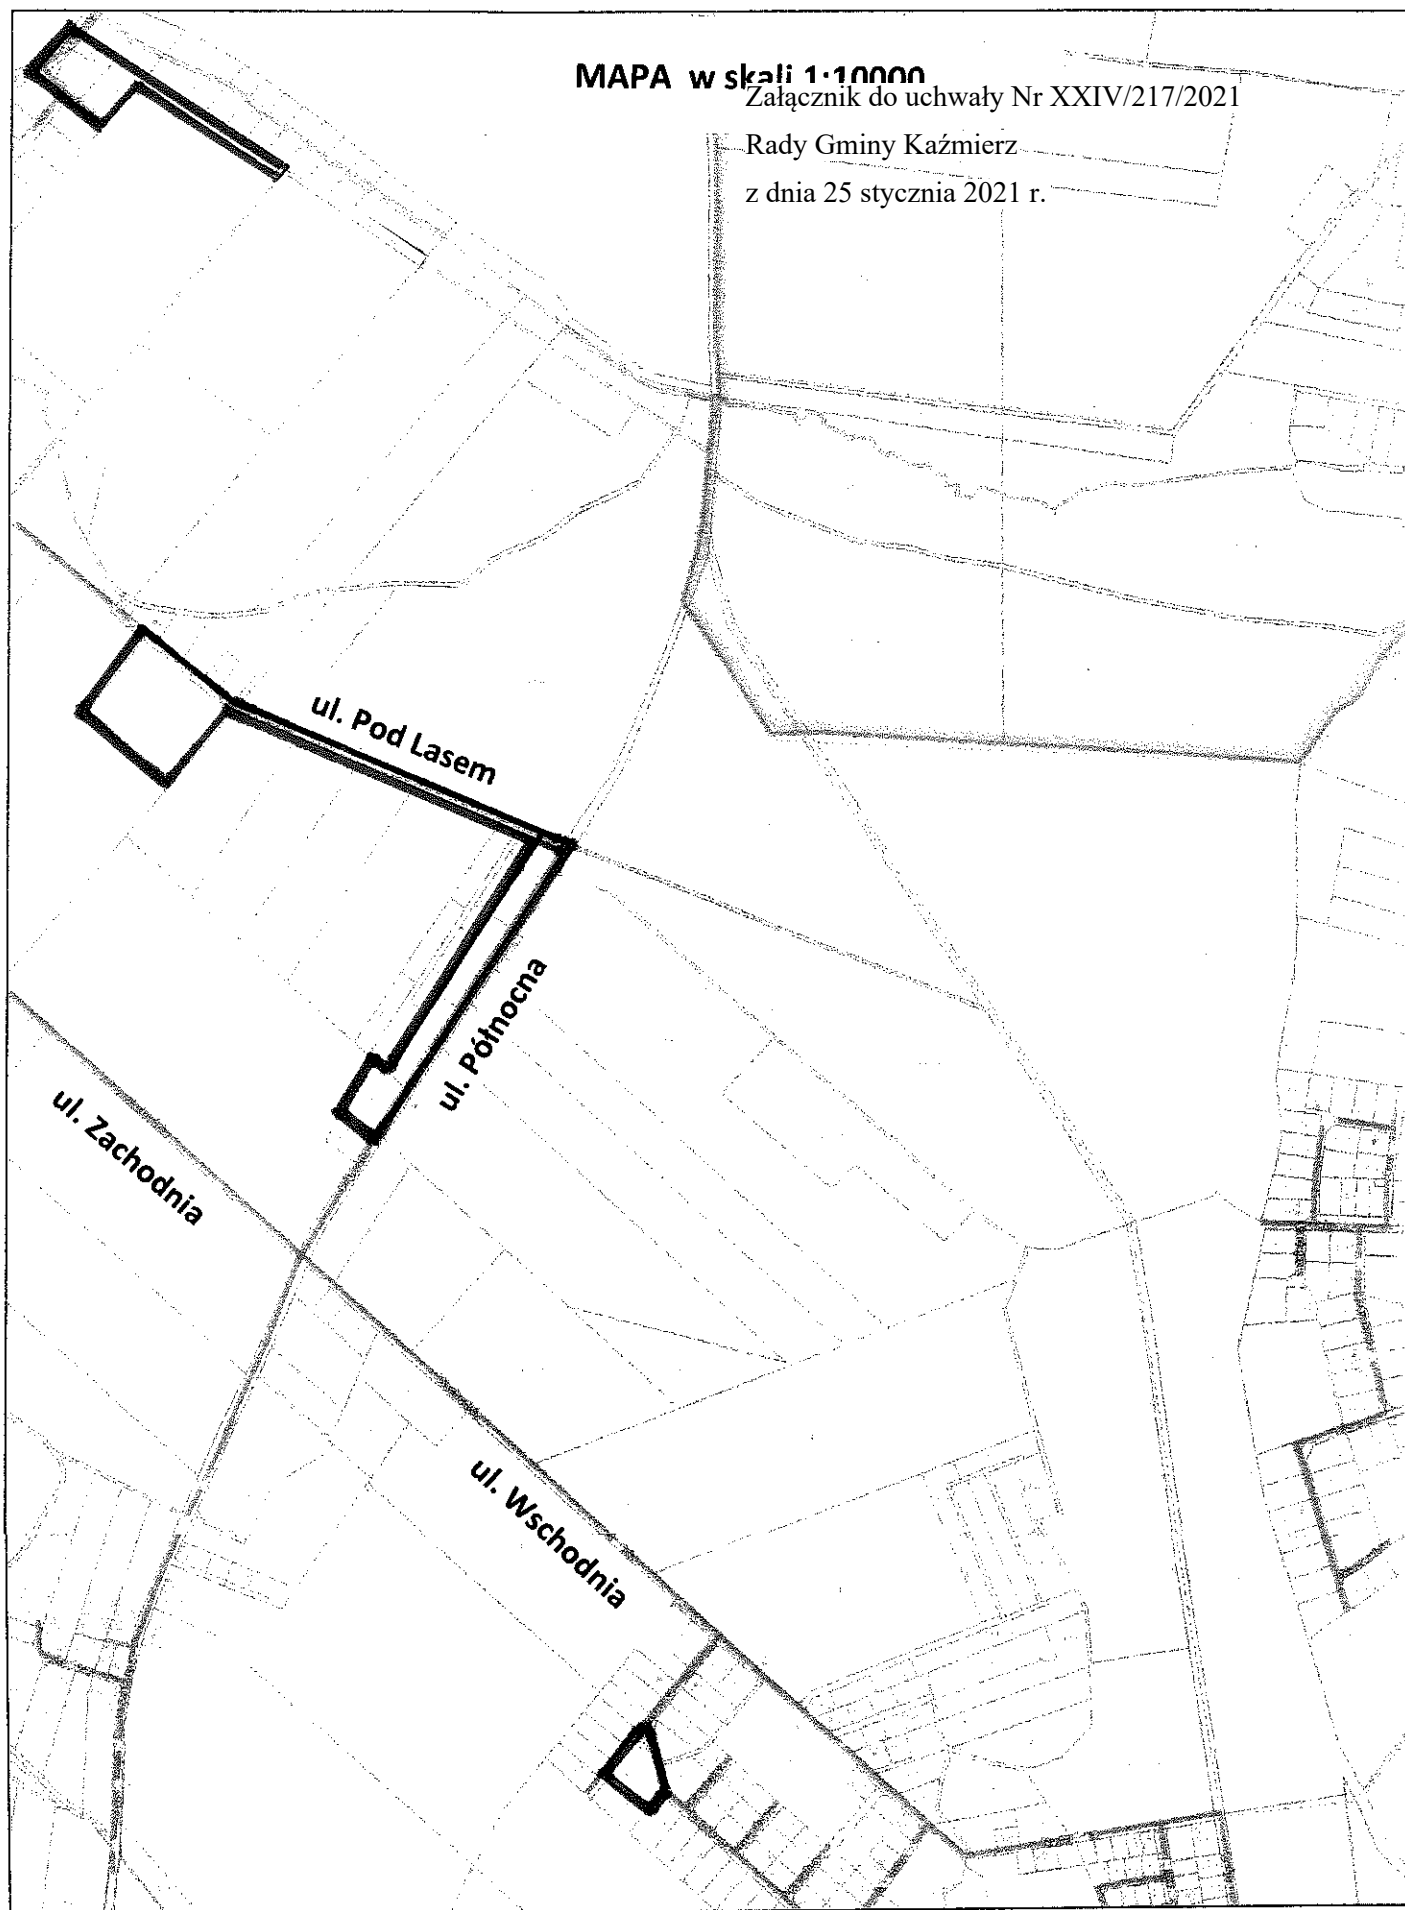 MAPA w skali 1:10000
Załącznik do uchwały Nr XXIV/217/2021
Rady Gminy Kaźmierz
z dnia 25 stycznia 2021 r.
ul. Pod Lasem
ul. Północna
ul. Zachodnia
ul. Wschodnia